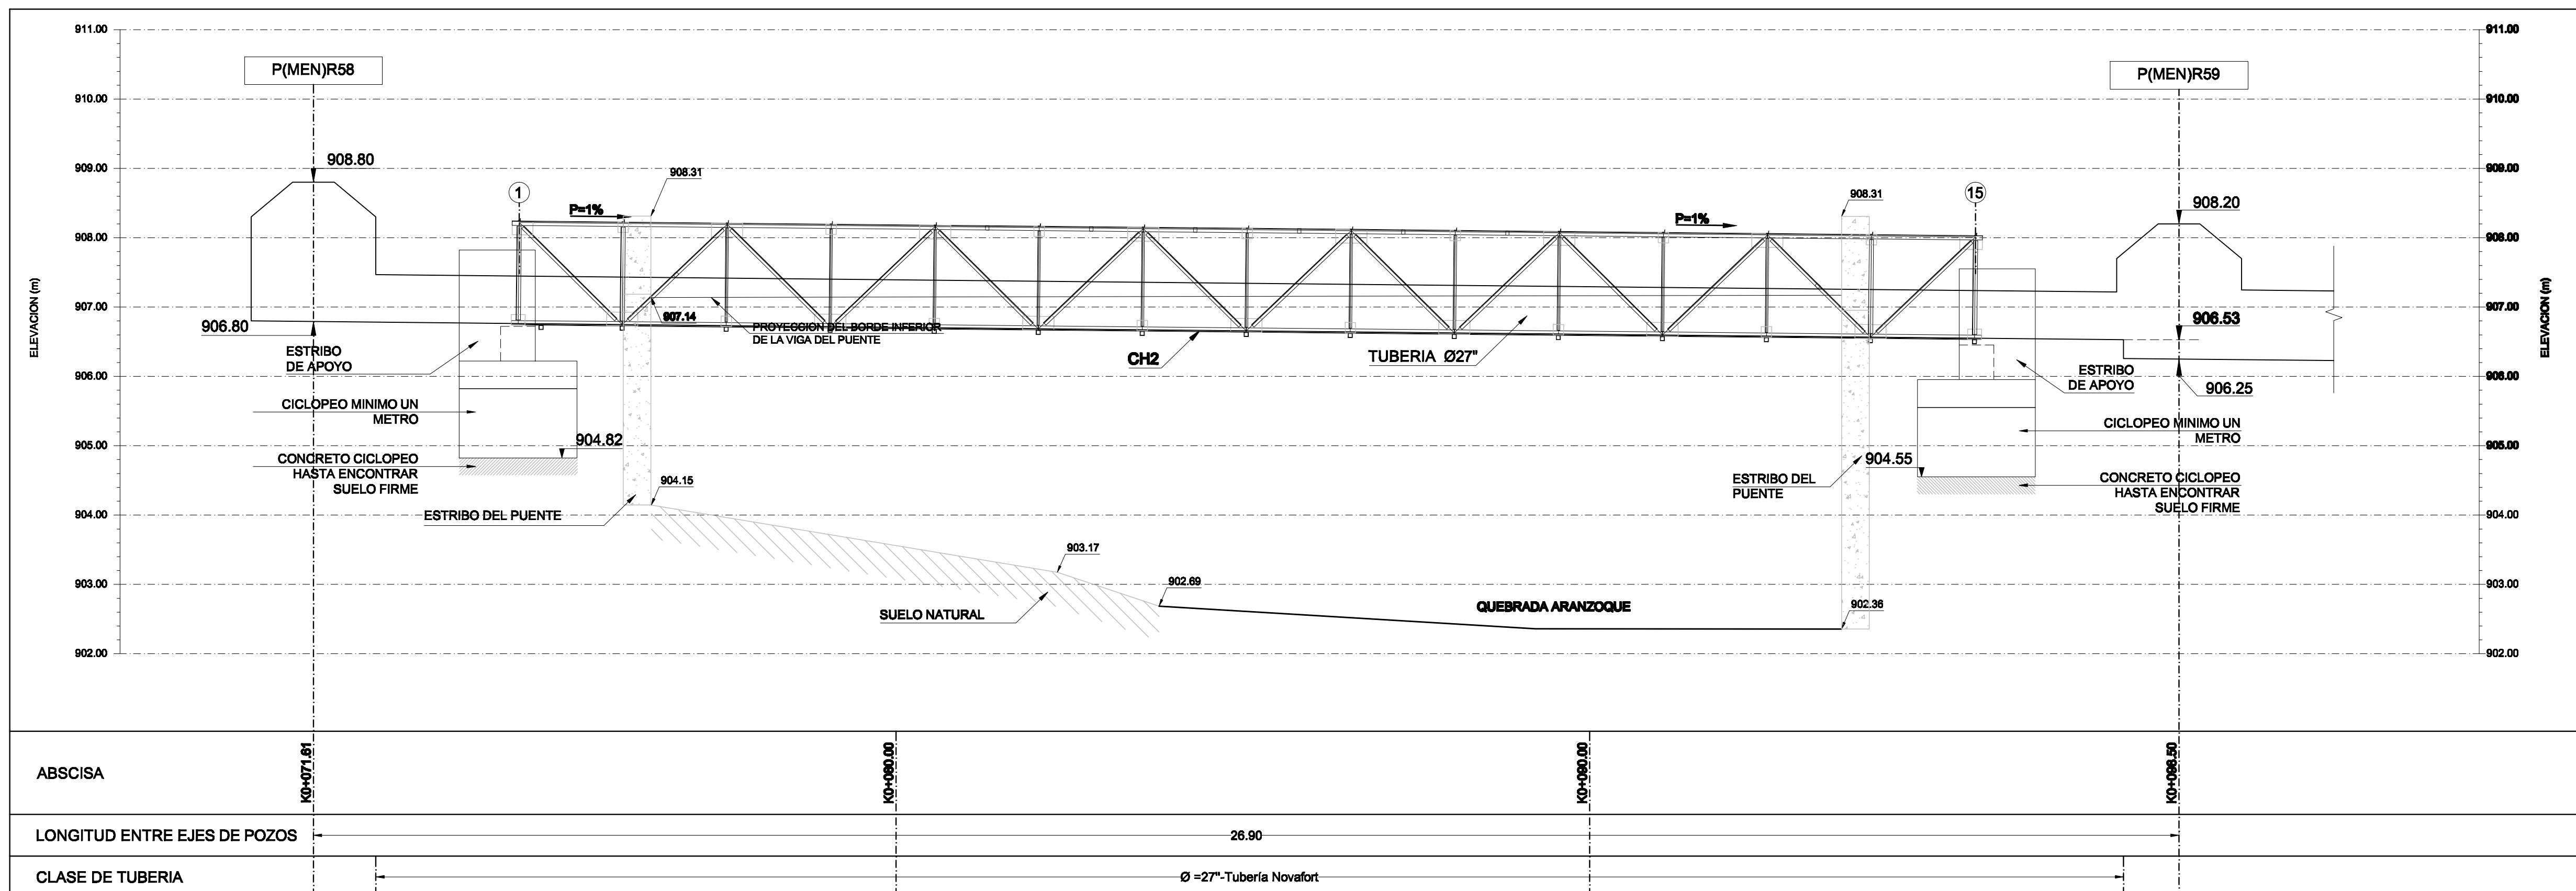 911.00
911.00
P(MEN)R58
P(MEN)R59
910.00
910.00
908.80
909.00
909.00
908.31
908.31
1
15
908.20
P=1%
P=1%
908.00
908.00
907.00
907.00
906.80
907.14
PROYECCION DEL BORDE INFERIOR
DE LA VIGA DEL PUENTE
906.53
ELEVACION (m)
ELEVACION (m)
ESTRIBO
DE APOYO
CH2
TUBERIA Ø27"
ESTRIBO
DE APOYO
906.00
906.00
906.25
CICLOPEO MINIMO UN
METRO
CICLOPEO MINIMO UN
METRO
905.00
904.82
905.00
CONCRETO CICLOPEO
HASTA ENCONTRAR
SUELO FIRME
904.55
904.15
ESTRIBO DEL
PUENTE
CONCRETO CICLOPEO
HASTA ENCONTRAR
SUELO FIRME
904.00
ESTRIBO DEL PUENTE
904.00
903.17
903.00
902.69
903.00
SUELO NATURAL
QUEBRADA ARANZOQUE
902.36
902.00
902.00
ABSCISA
K0+071.61
K0+080.00
K0+090.00
K0+098.50
LONGITUD ENTRE EJES DE POZOS
26.90
CLASE DE TUBERIA
Ø =27"-Tubería Novafort